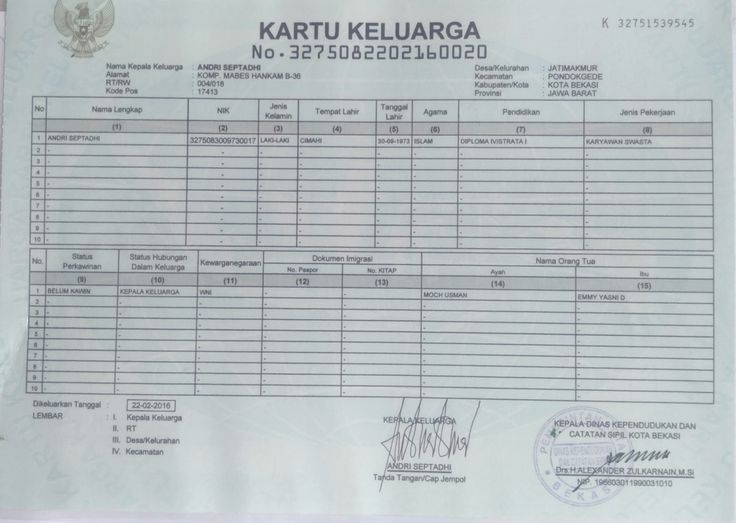 KARTU KELUARGA
No. 3275082202160020
K 32751539545
Nama Kepala Keluarga : ANDRI SEPTADHI
Alamat : KOMP. MABES HANKAM B-36
RT/RW : 004/018
Kode Pos : 17413
Desa/Kelurahan : JATIMAKMUR
Kecamatan : PONDOKGEDE
Kabupaten/Kota : KOTA BEKASI
Provinsi : JAWA BARAT
No Nama Lengkap NIK Jenis Kelamin Tempat Lahir Tanggal Lahir Agama Pendidikan Jenis Pekerjaan
(1) (2) (3) (4) (5) (6) (7) (8)
1 ANDRI SEPTADHI 3275083009730017 LAKI-LAKI CIMAHI 30-09-1973 ISLAM DIPLOMA IV/STRATA I KARYAWAN SWASTA
2 - - - - - - - -
3 - - - - - - - -
4 - - - - - - - -
5 - - - - - - - -
6 - - - - - - - -
7 - - - - - - - -
8 - - - - - - - -
9 - - - - - - - -
10 - - - - - - - -
No. Status Perkawinan Status Hubungan Dalam Keluarga Kewarganegaraan Dokumen Imigrasi Nama Orang Tua
No. Paspor No. KITAP Ayah Ibu
(9) (10) (11) (12) (13) (14) (15)
1 BELUM KAWIN KEPALA KELUARGA WNI - - MOCH USMAN EMMY YASNI D
2 - - - - - - -
3 - - - - - - -
4 - - - - - - -
5 - - - - - - -
6 - - - - - - -
7 - - - - - - -
8 - - - - - - -
9 - - - - - - -
10 - - - - - - -
Dikeluarkan Tanggal : 22-02-2016
LEMBAR : I. Kepala Keluarga
II. RT
III. Desa/Kelurahan
IV. Kecamatan
KEPALA KELUARGA
ANDRI SEPTADHI
Tanda Tangan/Cap Jempol
KEPALA DINAS KEPENDUDUKAN DAN
CATATAN SIPIL KOTA BEKASI
DINAS KEPENDUDUKAN
BEKASI
Drs.H.ALEXANDER ZULKARNAIN,M.Si
NIP. 196603011990031010